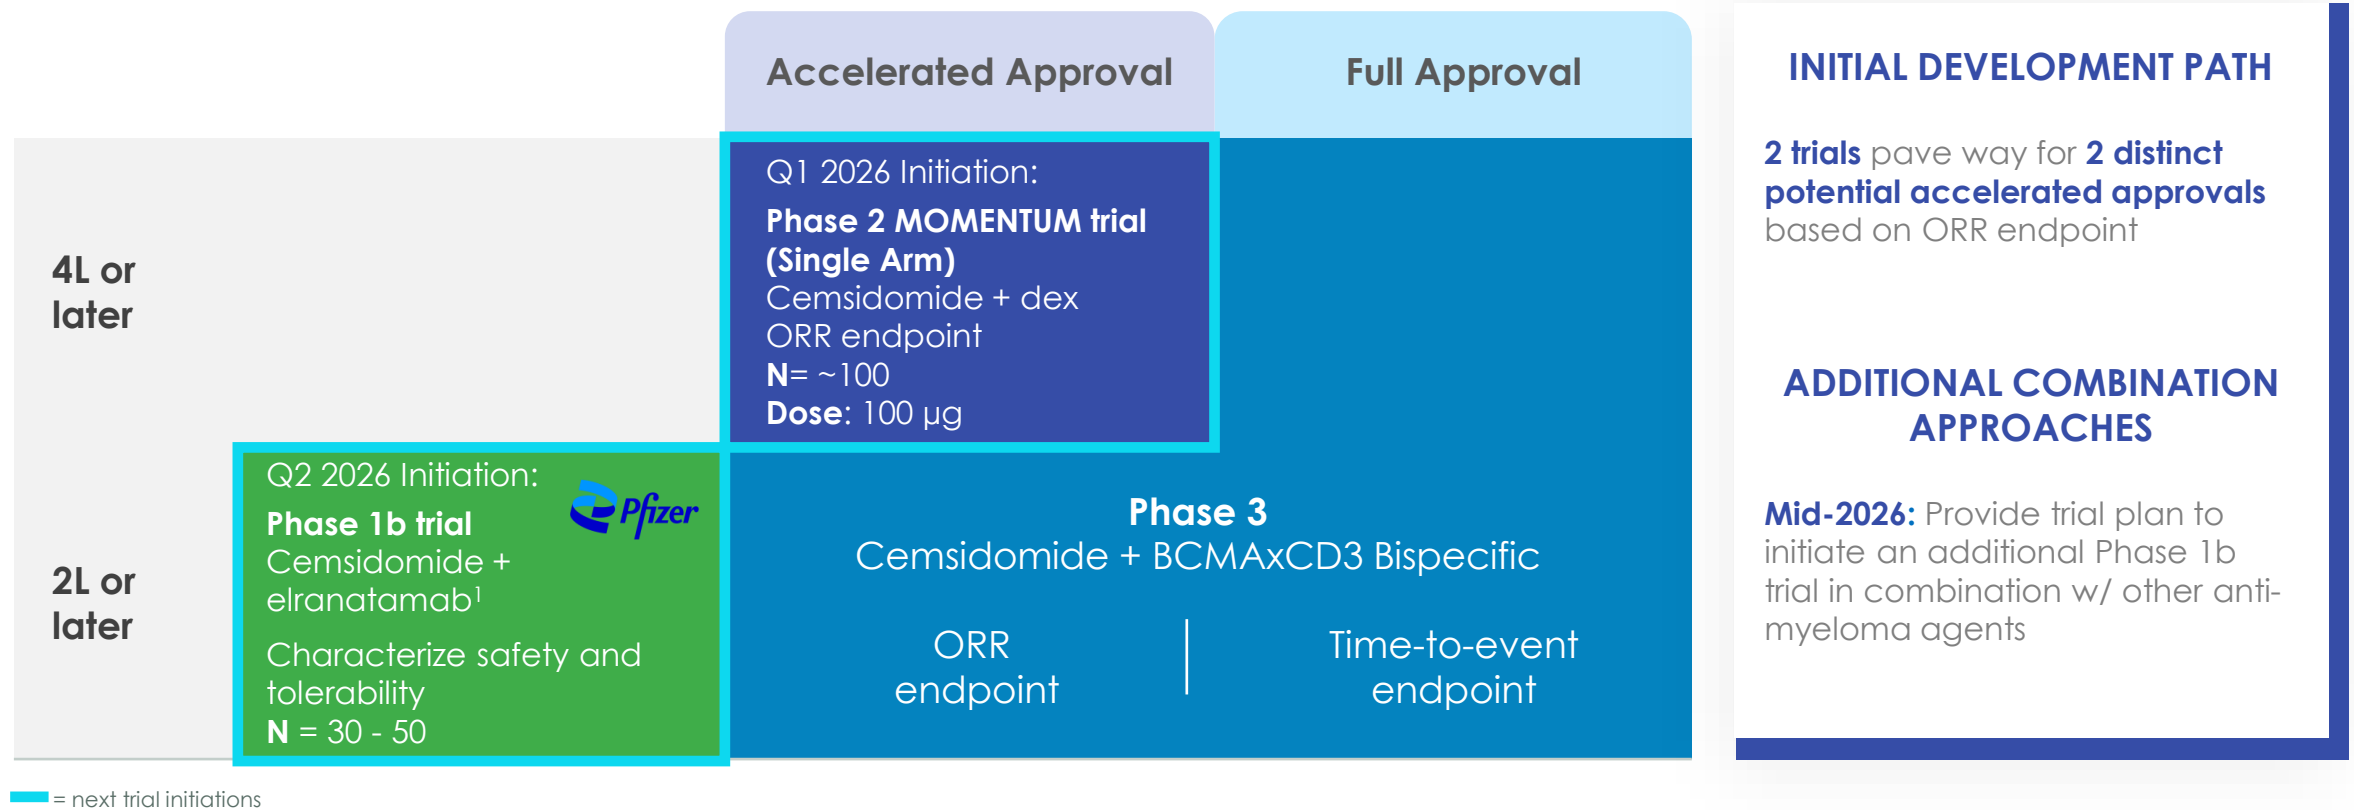 Accelerated Approval
Full Approval
4L or
later
Q1 2026 Initiation:
Phase 2 MOMENTUM trial
(Single Arm)
Cemsidomide + dex
ORR endpoint
N= ~100
Dose: 100 µg
2L or
later
Q2 2026 Initiation:
Pfizer
Phase 1b trial
Cemsidomide +
elranatamab¹
Characterize safety and
tolerability
N = 30 - 50
Phase 3
Cemsidomide + BCMAxCD3 Bispecific
ORR
endpoint
Time-to-event
endpoint
= next trial initiations
INITIAL DEVELOPMENT PATH
2 trials pave way for 2 distinct
potential accelerated approvals
based on ORR endpoint
ADDITIONAL COMBINATION
APPROACHES
Mid-2026: Provide trial plan to
initiate an additional Phase 1b
trial in combination w/ other anti-
myeloma agents